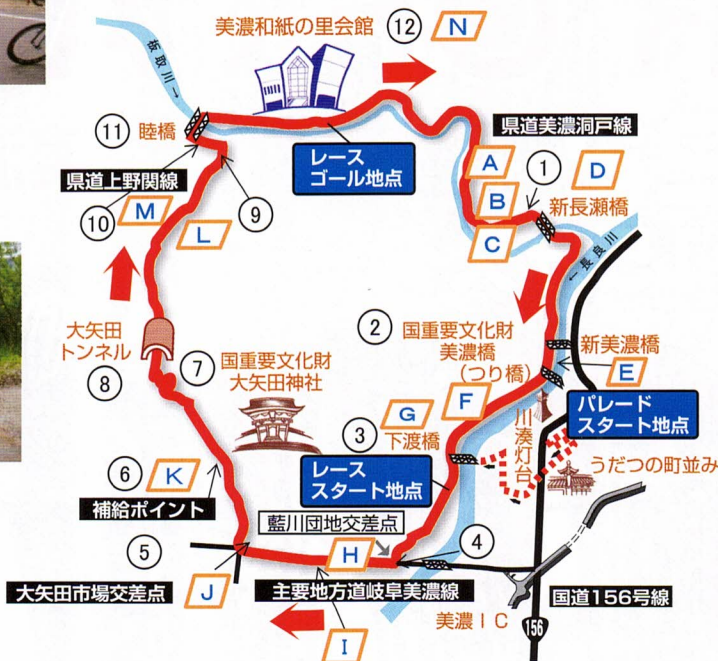 美濃和紙の里会館 ⑫ N
板取川→
⑪ 睦橋
県道美濃洞戸線
レース
ゴール地点
A
B
C
① D
新長瀬橋
県道上野関線
⑩ M
L
⑨
←長良川
大矢田
トンネル
⑧
⑦ 国重要文化財
大矢田神社
② 国重要文化財
美濃橋
(つり橋)
新美濃橋
E
G F
③ 下渡橋
川湊灯台
パレード
スタート地点
うだつの町並み
レース
スタート地点
⑥ K
補給ポイント
藍川団地交差点
⑤
H
④
大矢田市場交差点
J
主要地方道岐阜美濃線
I
美濃IC
156
国道156号線